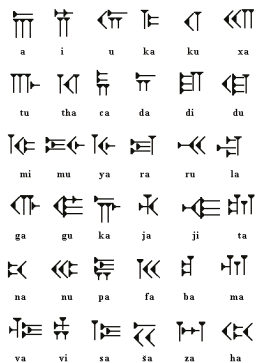 𐎠 𐎡 𐎢 𐎣 𐎤 𐎧
a i u ka ku xa
𐎬 𐎰 𐎨 𐎭 𐎮 𐎯
tu tha ca da di du
𐎷 𐎸 𐎹 𐎼 𐎽 𐎾
mi mu ya ra ru la
𐎥 𐎦 𐏂 𐎩 𐎪 𐎫
ga gu ka ja ji ta
𐎴 𐎵 𐎱 𐎳 𐎲 𐎶
na nu pa fa ba ma
𐎺 𐎻 𐎿 𐏁 𐏀 𐏃
va vi sa ša za ha